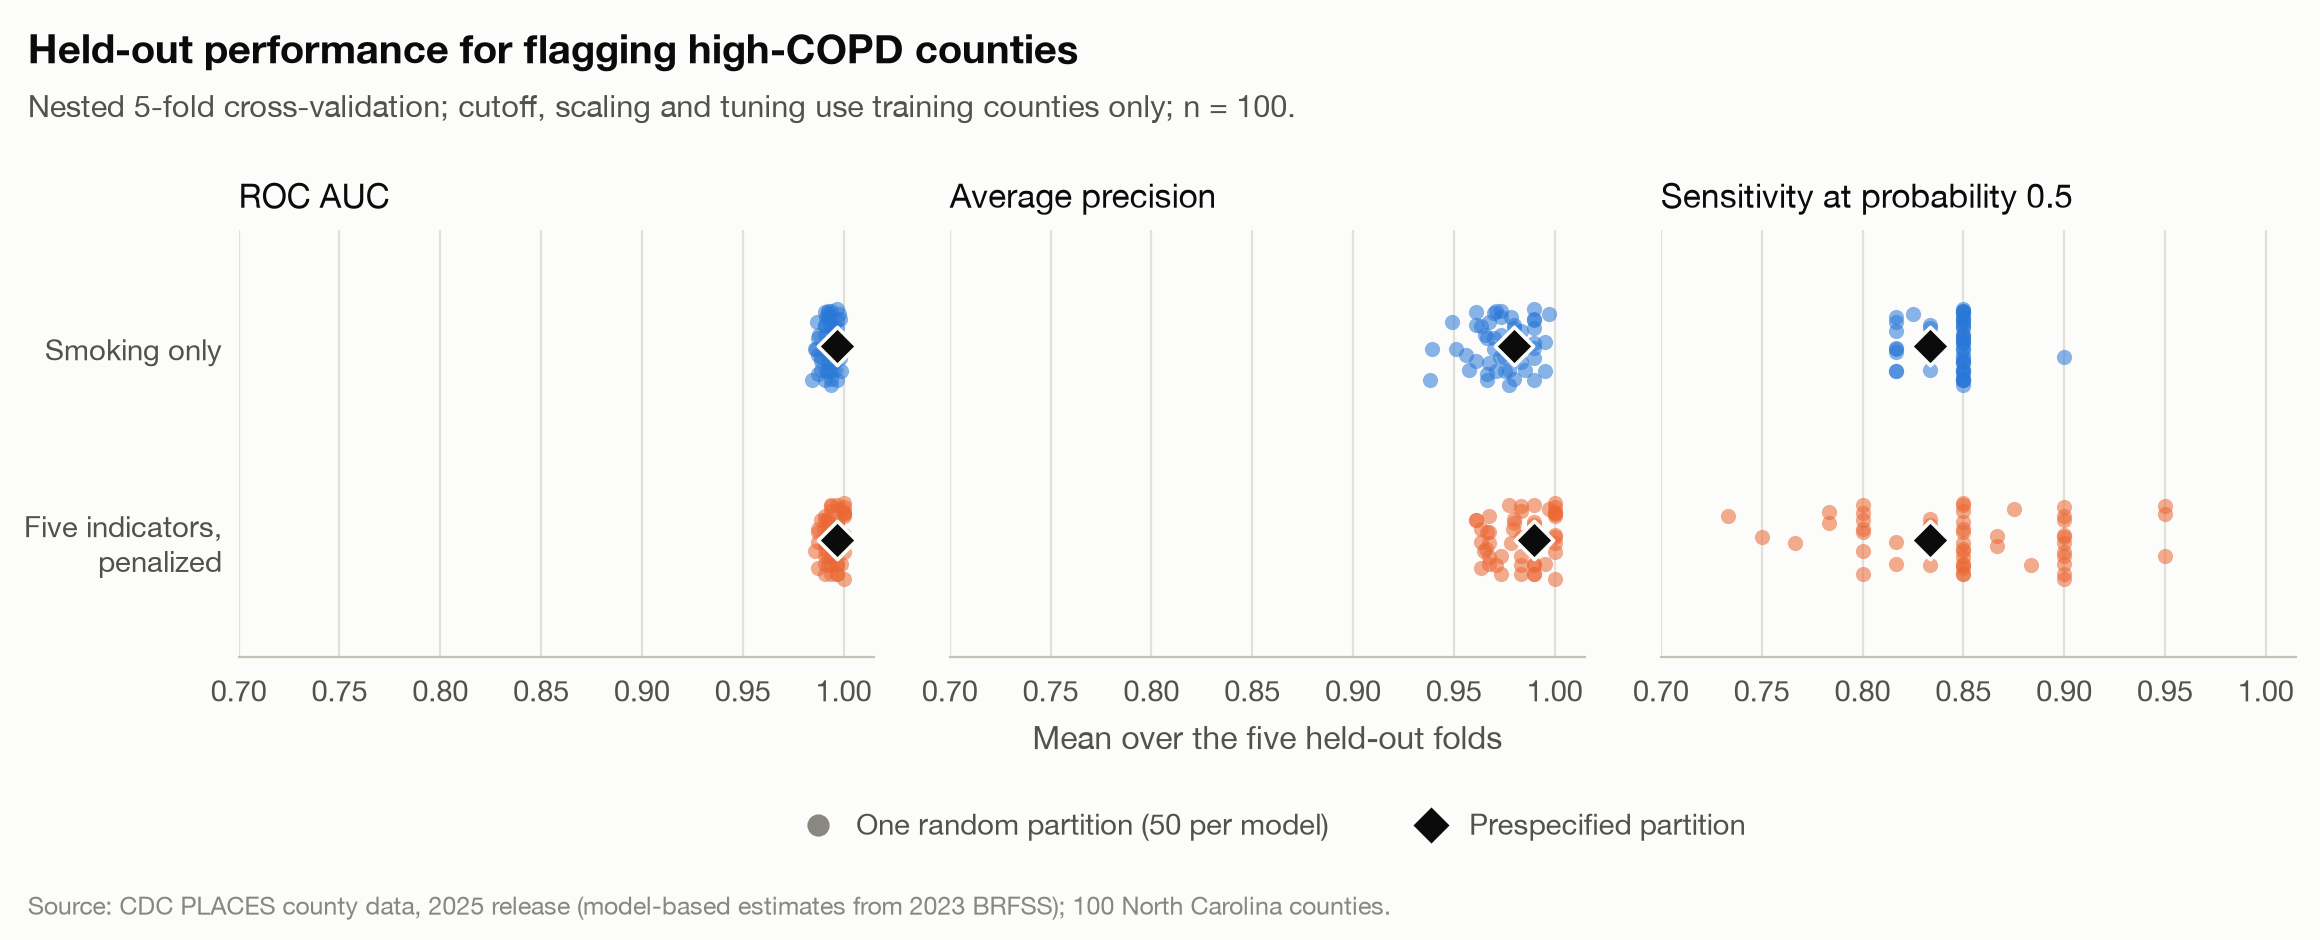 Held-out performance for flagging high-COPD counties
Nested 5-fold cross-validation; cutoff, scaling and tuning use training counties only; n = 100.
ROC AUC
Average precision
Sensitivity at probability 0.5
Smoking only
Five indicators,
penalized
0.70 0.75 0.80 0.85 0.90 0.95 1.00
0.70 0.75 0.80 0.85 0.90 0.95 1.00
0.70 0.75 0.80 0.85 0.90 0.95 1.00
Mean over the five held-out folds
One random partition (50 per model)
Prespecified partition
Source: CDC PLACES county data, 2025 release (model-based estimates from 2023 BRFSS); 100 North Carolina counties.